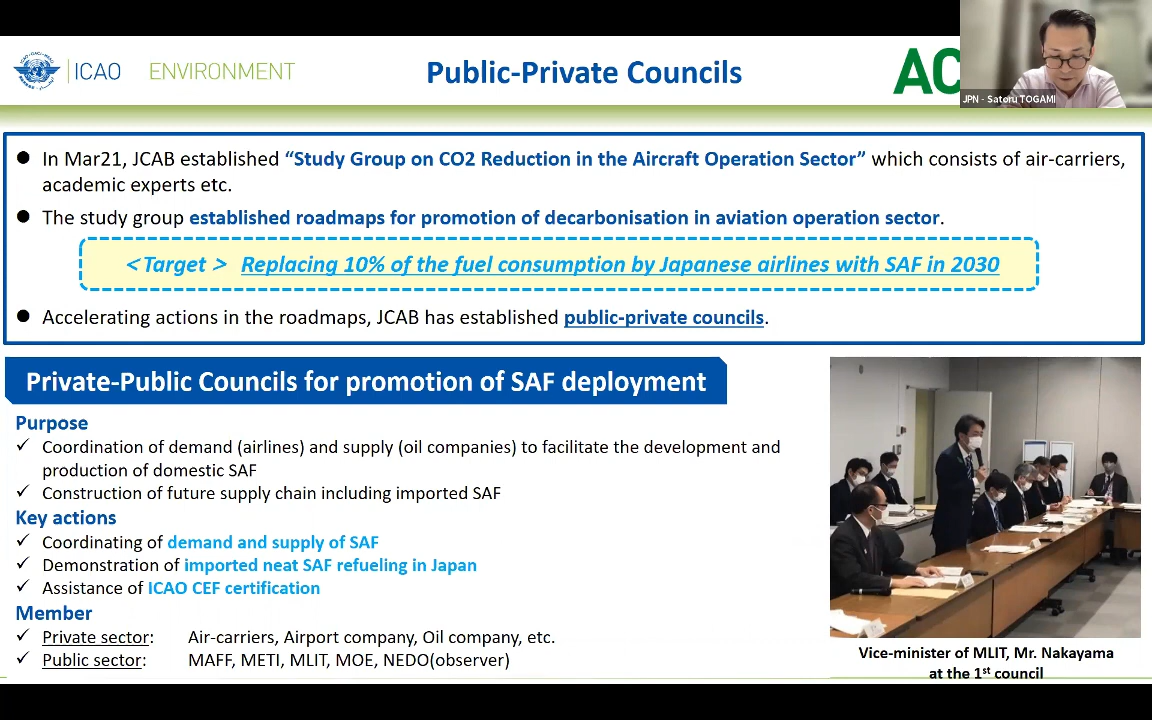 ICAO ENVIRONMENT
Public-Private Councils
AC
JPN - Satoru TOGAMI
● In Mar21, JCAB established “Study Group on CO2 Reduction in the Aircraft Operation Sector” which consists of air-carriers,
academic experts etc.
● The study group established roadmaps for promotion of decarbonisation in aviation operation sector.
＜Target＞ Replacing 10% of the fuel consumption by Japanese airlines with SAF in 2030
● Accelerating actions in the roadmaps, JCAB has established public-private councils.
Private-Public Councils for promotion of SAF deployment
Purpose
✓ Coordination of demand (airlines) and supply (oil companies) to facilitate the development and
production of domestic SAF
✓ Construction of future supply chain including imported SAF
Key actions
✓ Coordinating of demand and supply of SAF
✓ Demonstration of imported neat SAF refueling in Japan
✓ Assistance of ICAO CEF certification
Member
✓ Private sector: Air-carriers, Airport company, Oil company, etc.
✓ Public sector: MAFF, METI, MLIT, MOE, NEDO(observer)
Vice-minister of MLIT, Mr. Nakayama
at the 1st council